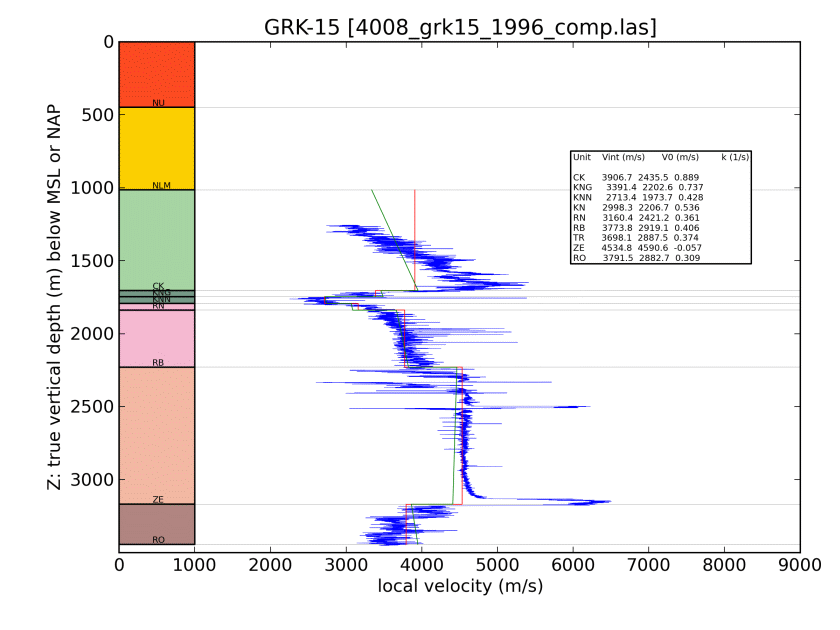 GRK-15 [4008_grk15_1996_comp.las]
0
500
1000
1500
2000
2500
3000
Z: true vertical depth (m) below MSL or NAP
NU
NLM
CK
KNG
KNN
RN
RB
ZE
RO
Unit Vint (m/s) V0 (m/s) k (1/s)
CK 3906.7 2435.5 0.889
KNG 3391.4 2202.6 0.737
KNN 2713.4 1973.7 0.428
KN 2998.3 2206.7 0.536
RN 3160.4 2421.2 0.361
RB 3773.8 2919.1 0.406
TR 3698.1 2887.5 0.374
ZE 4534.8 4590.6 -0.057
RO 3791.5 2882.7 0.309
0 1000 2000 3000 4000 5000 6000 7000 8000 9000
local velocity (m/s)